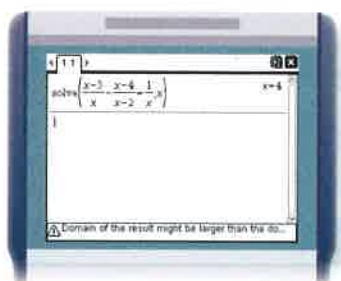 1.1
solve((x-3)/x-(x-4)/(x-2)=1/x,x) x=4
Domain of the result might be larger than the do...